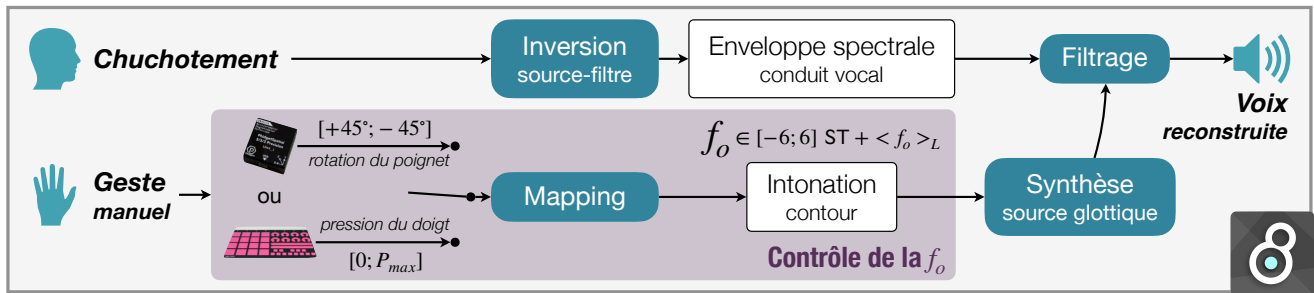 Chuchotement
Inversion
source-filtre
Enveloppe spectrale
conduit vocal
Filtrage
Voix
reconstruite
Geste
manuel
[+45°; − 45°]
rotation du poignet
ou
pression du doigt
[0; P_max]
Mapping
f_o ∈ [−6; 6] ST + < f_o >_L
Intonation
contour
Contrôle de la f_o
Synthèse
source glottique